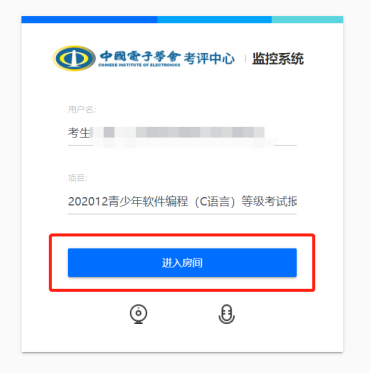 中國電子學會 考评中心 监控系统
CHINESE INSTITUTE OF ELECTRONICS
用户名:
考生
项目:
202012青少年软件编程（C语言）等级考试报
进入房间